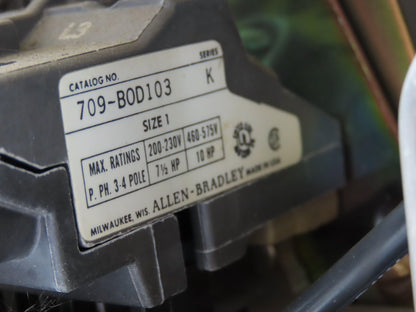 L3
CATALOG NO. SERIES
709-BOD103 K
SIZE 1
MAX. RATINGS 200-230V 460-575V
P. PH. 3-4 POLE 7½ HP 10 HP
MILWAUKEE, WIS. ALLEN-BRADLEY MADE IN USA